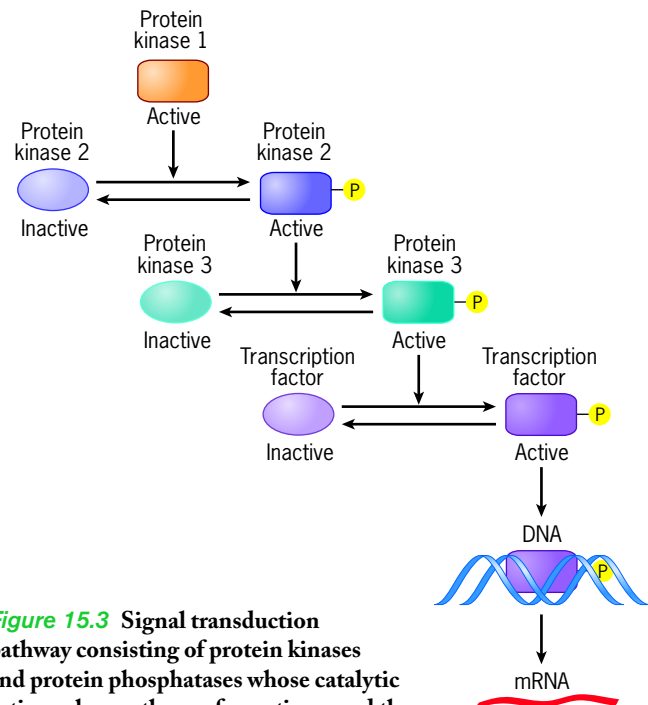 Protein
kinase 1
Active
Protein
kinase 2
Inactive
Protein
kinase 2
P
Active
Protein
kinase 3
Inactive
Protein
kinase 3
P
Active
Transcription
factor
Inactive
Transcription
factor
P
Active
DNA
P
mRNA
15.3 Signal transduction
consisting of protein kinases
protein phosphatases whose catalytic